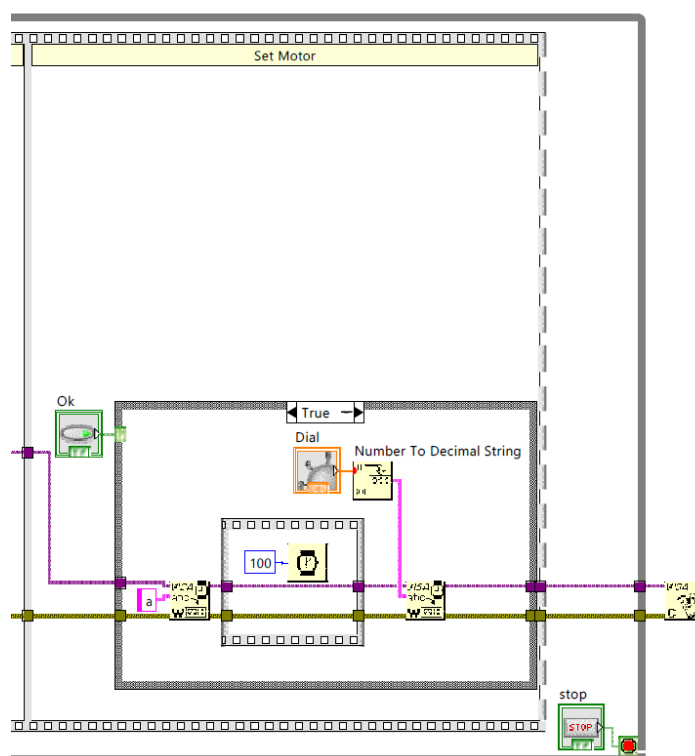 Set Motor
Ok
True
Dial
Number To Decimal String
100
a
W
W
C
stop
STOP